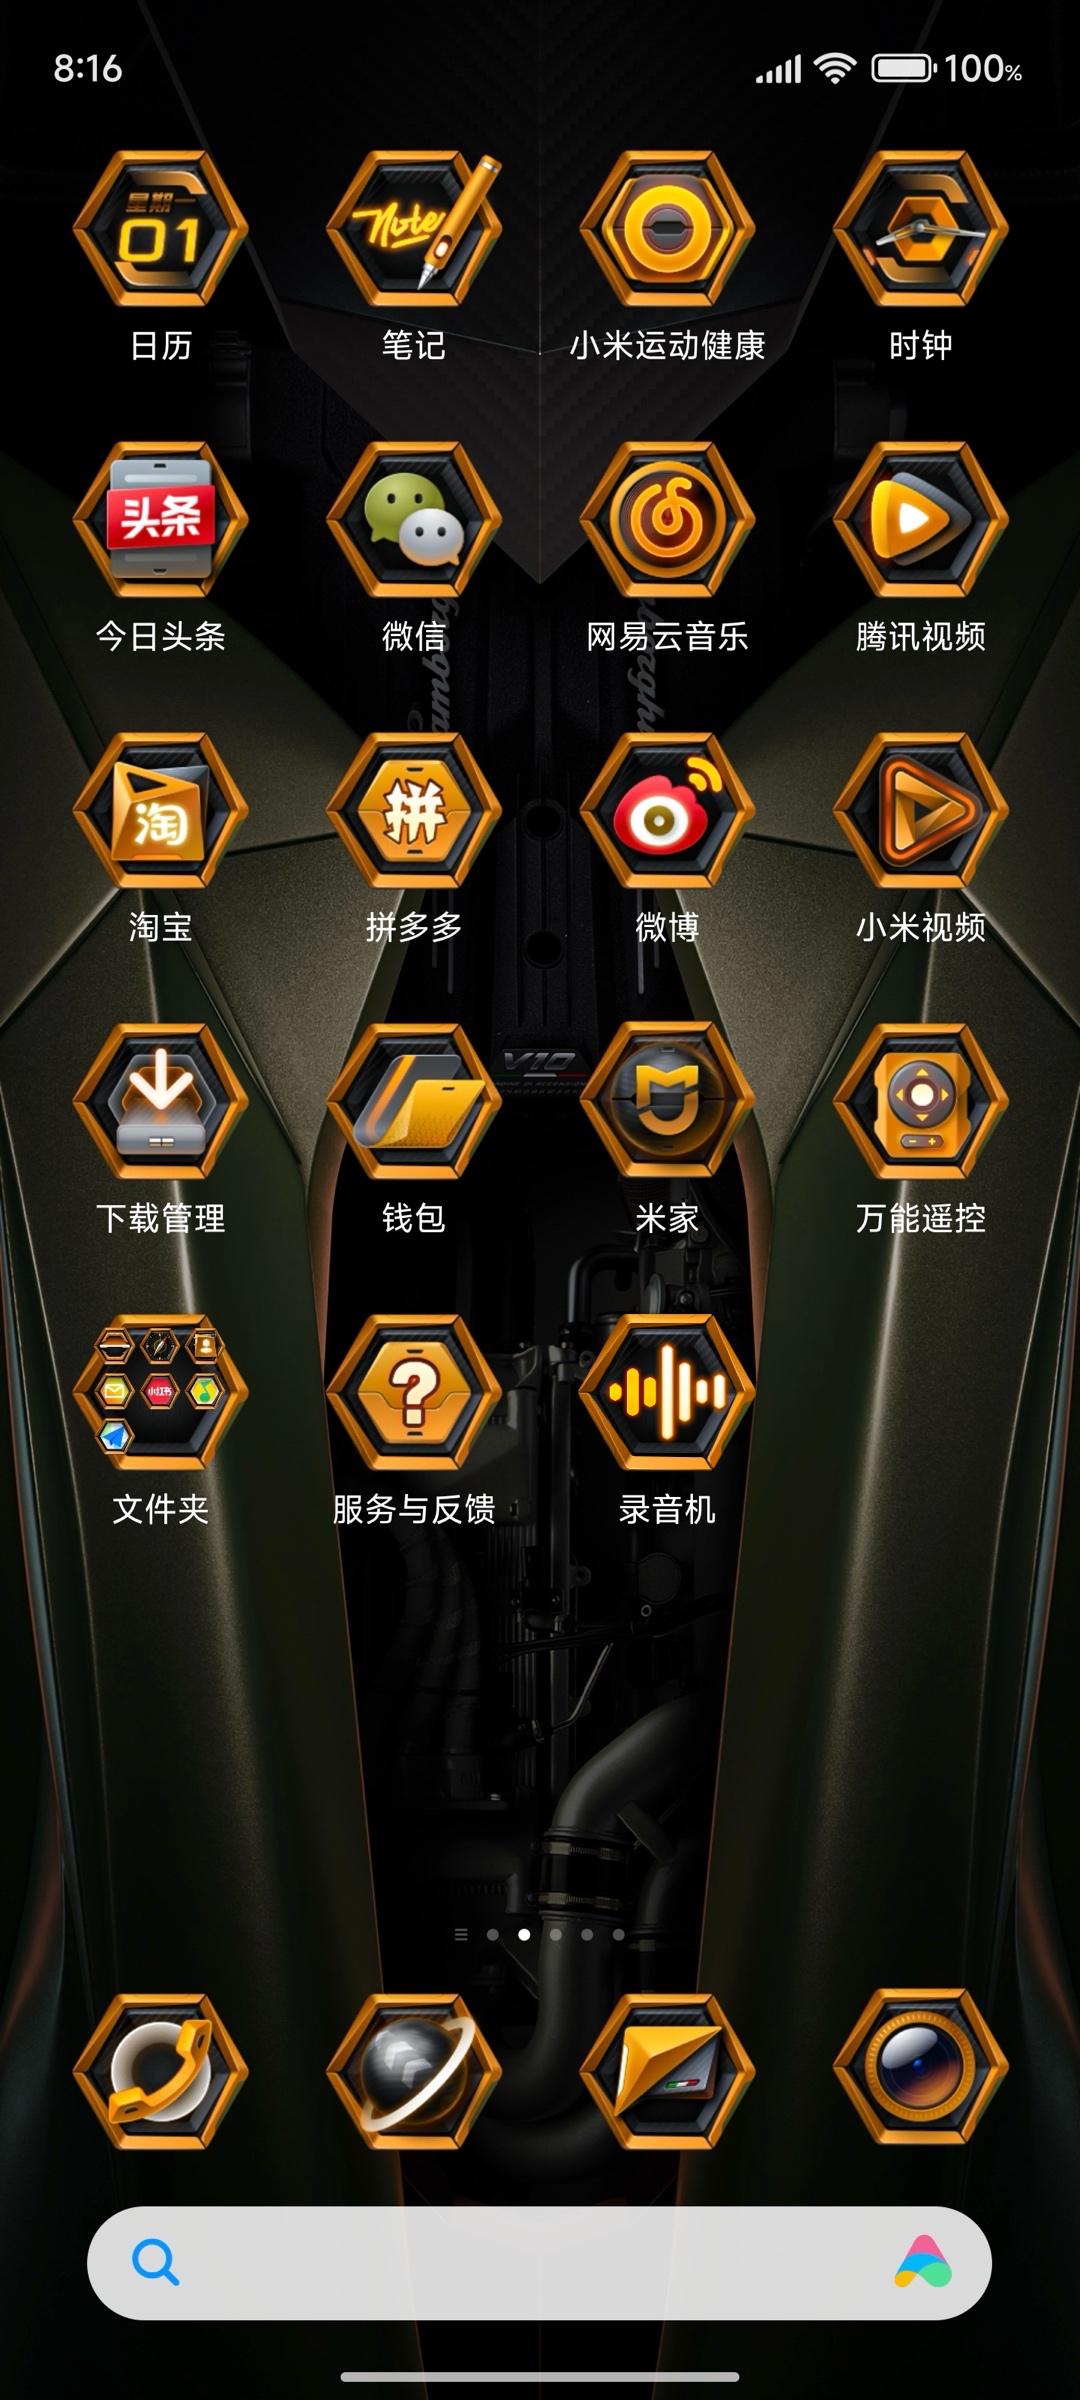 8:16
100%
星期一
01
Note
日历
笔记
小米运动健康
时钟
头条
今日头条
微信
网易云音乐
腾讯视频
淘
拼
淘宝
拼多多
微博
小米视频
V10
下载管理
钱包
米家
万能遥控
小红书
?
文件夹
服务与反馈
录音机